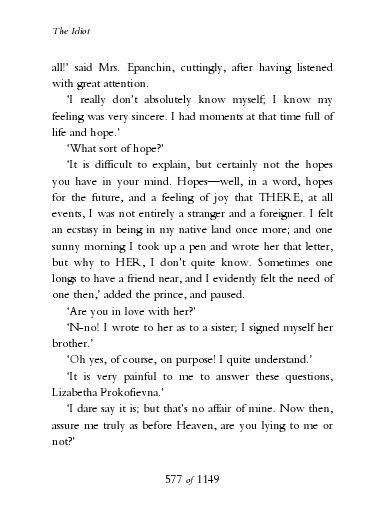 The Idiot
all!' said Mrs. Epanchin, cuttingly, after having listened
with great attention.
'I really don't absolutely know myself; I know my
feeling was very sincere. I had moments at that time full of
life and hope.'
'What sort of hope?'
'It is difficult to explain, but certainly not the hopes
you have in your mind. Hopes—well, in a word, hopes
for the future, and a feeling of joy that THERE, at all
events, I was not entirely a stranger and a foreigner. I felt
an ecstasy in being in my native land once more; and one
sunny morning I took up a pen and wrote her that letter,
but why to HER, I don't quite know. Sometimes one
longs to have a friend near, and I evidently felt the need of
one then,' added the prince, and paused.
'Are you in love with her?'
'N-no! I wrote to her as to a sister; I signed myself her
brother.'
'Oh yes, of course, on purpose! I quite understand.'
'It is very painful to me to answer these questions,
Lizabetha Prokofievna.'
'I dare say it is; but that's no affair of mine. Now then,
assure me truly as before Heaven, are you lying to me or
not?'
577 of 1149